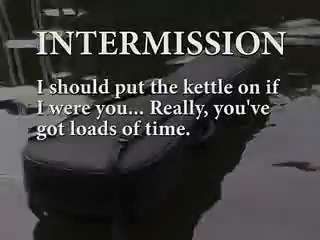 INTERMISSION
I should put the kettle on if
I were you... Really, you've
got loads of time.